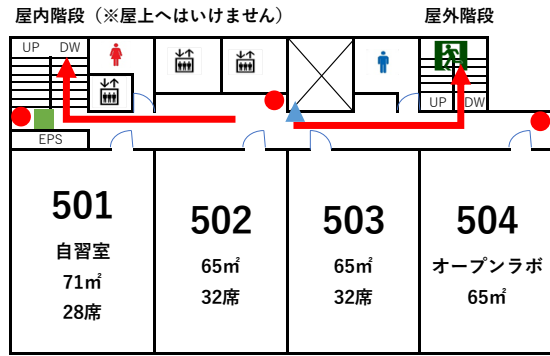 屋内階段（※屋上へはいけません）
屋外階段
UP DW
UP DW
EPS
501
自習室
71㎡
28席
502
65㎡
32席
503
65㎡
32席
504
オープンラボ
65㎡